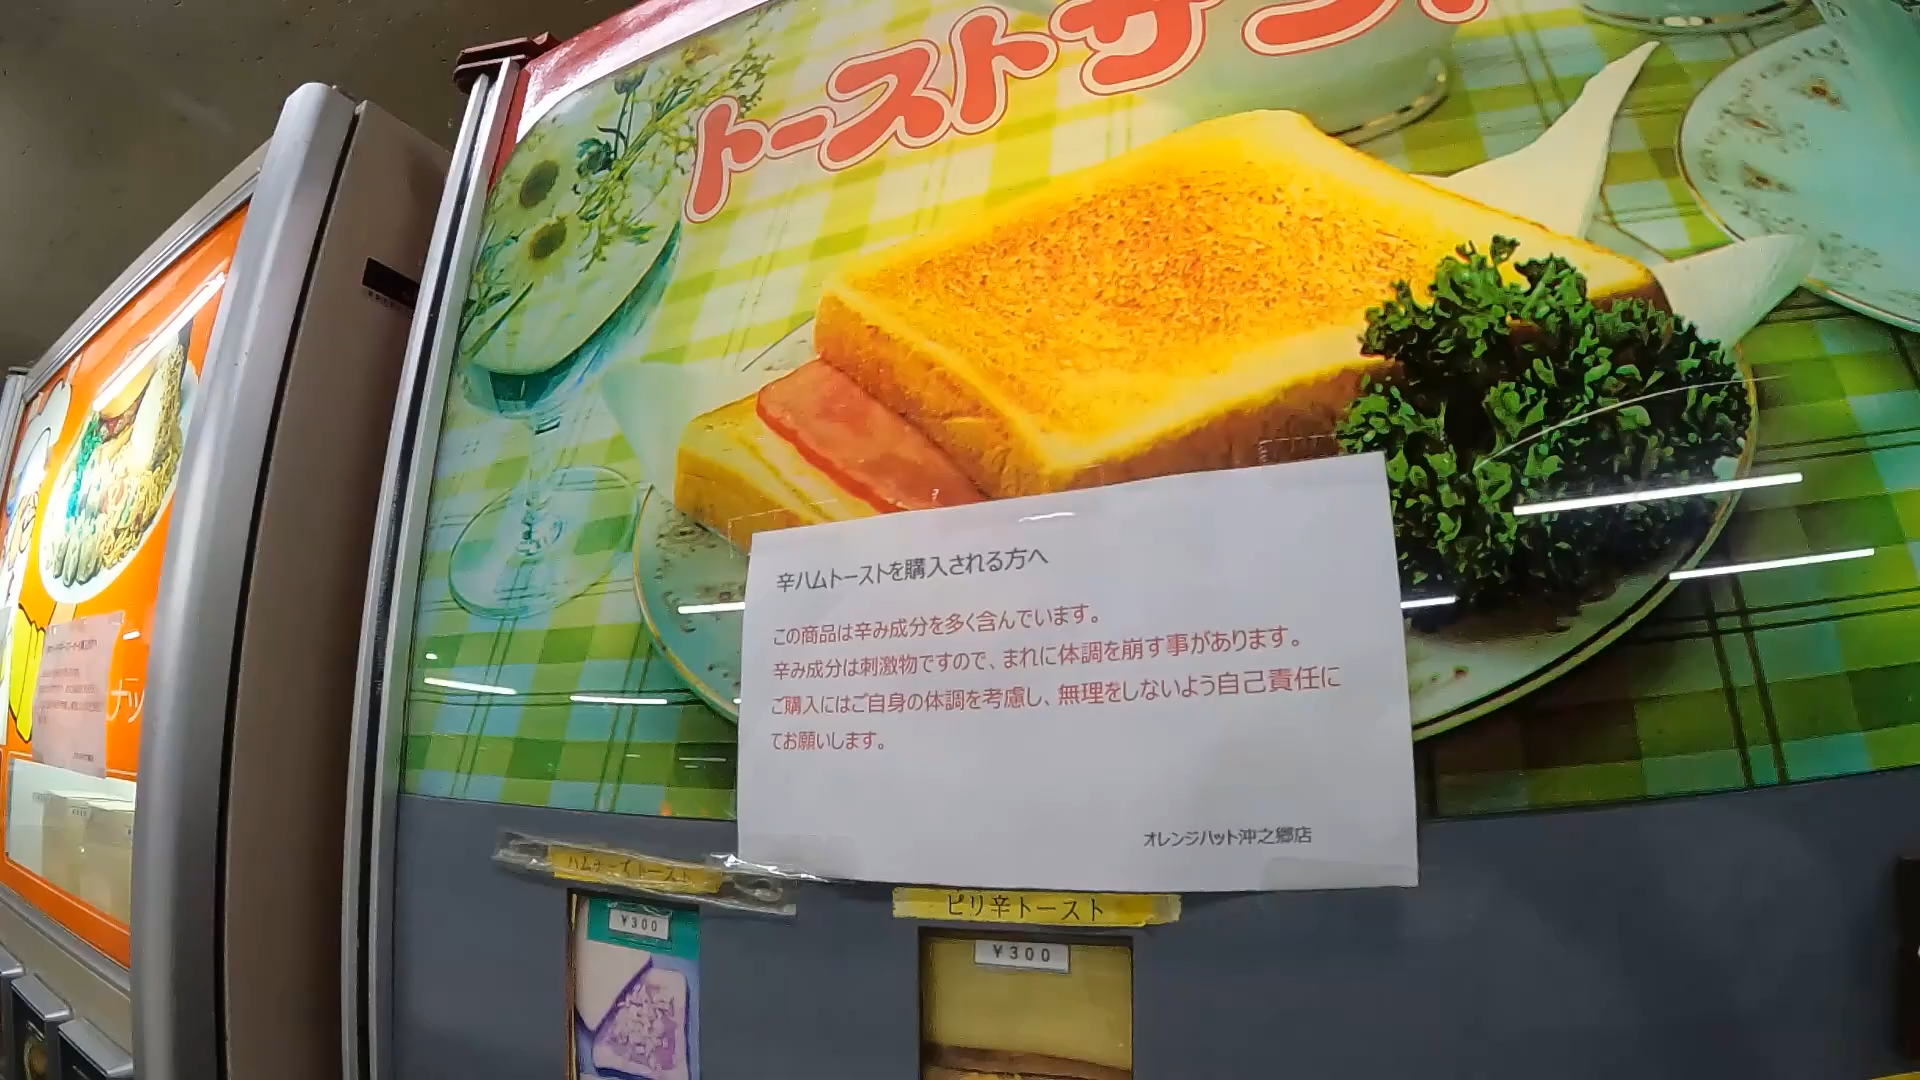 トーストサン
辛ハムトーストを購入される方へ
この商品は辛み成分を多く含んでいます。
辛み成分は刺激物ですので、まれに体調を崩す事があります。
ご購入にはご自身の体調を考慮し、無理をしないよう自己責任に
てお願いします。
オレンジハット沖之郷店
ハムチーズトースト
¥300
ピリ辛トースト
¥300
ナッ